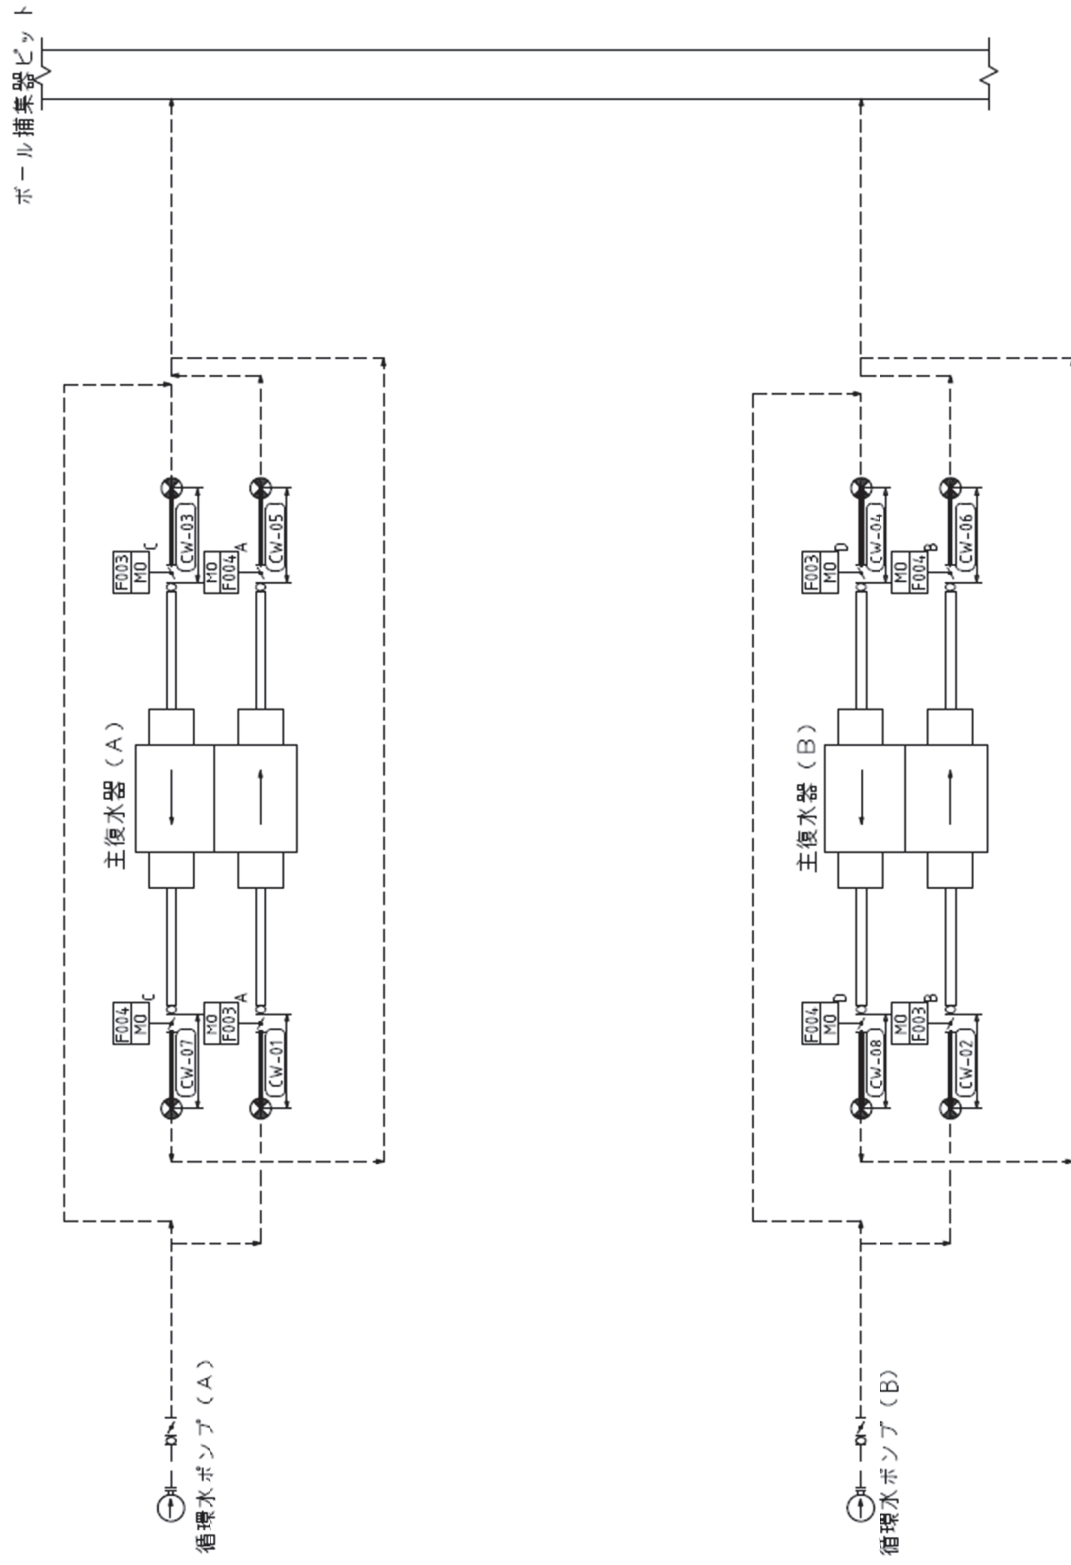 ボール捕集器ピット
F003
MO
C
CW-03
MO
F004
A
CW-05
主復水器(A)
F004
MO
C
CW-07
MO
F003
A
CW-01
循環水ポンプ(A)
F003
MO
D
CW-04
MO
F004
B
CW-06
主復水器(B)
F004
MO
D
CW-08
MO
F003
B
CW-02
循環水ポンプ(B)